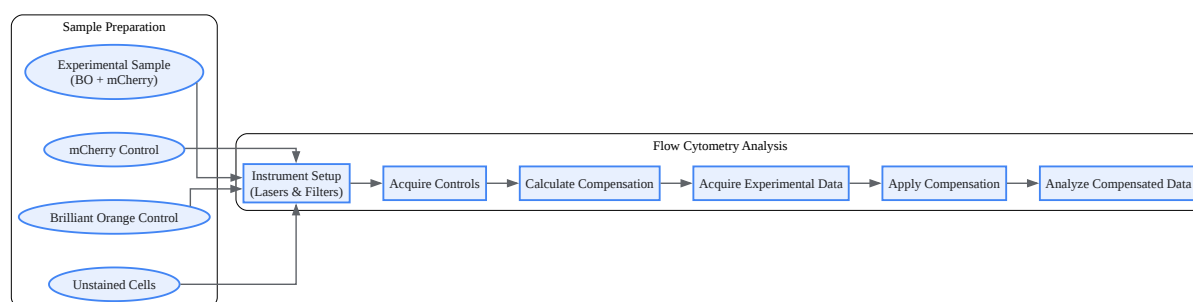 Sample Preparation
Experimental Sample
(BO + mCherry)
mCherry Control
Brilliant Orange Control
Unstained Cells
Flow Cytometry Analysis
Instrument Setup
(Lasers & Filters)
Acquire Controls
Calculate Compensation
Acquire Experimental Data
Apply Compensation
Analyze Compensated Data